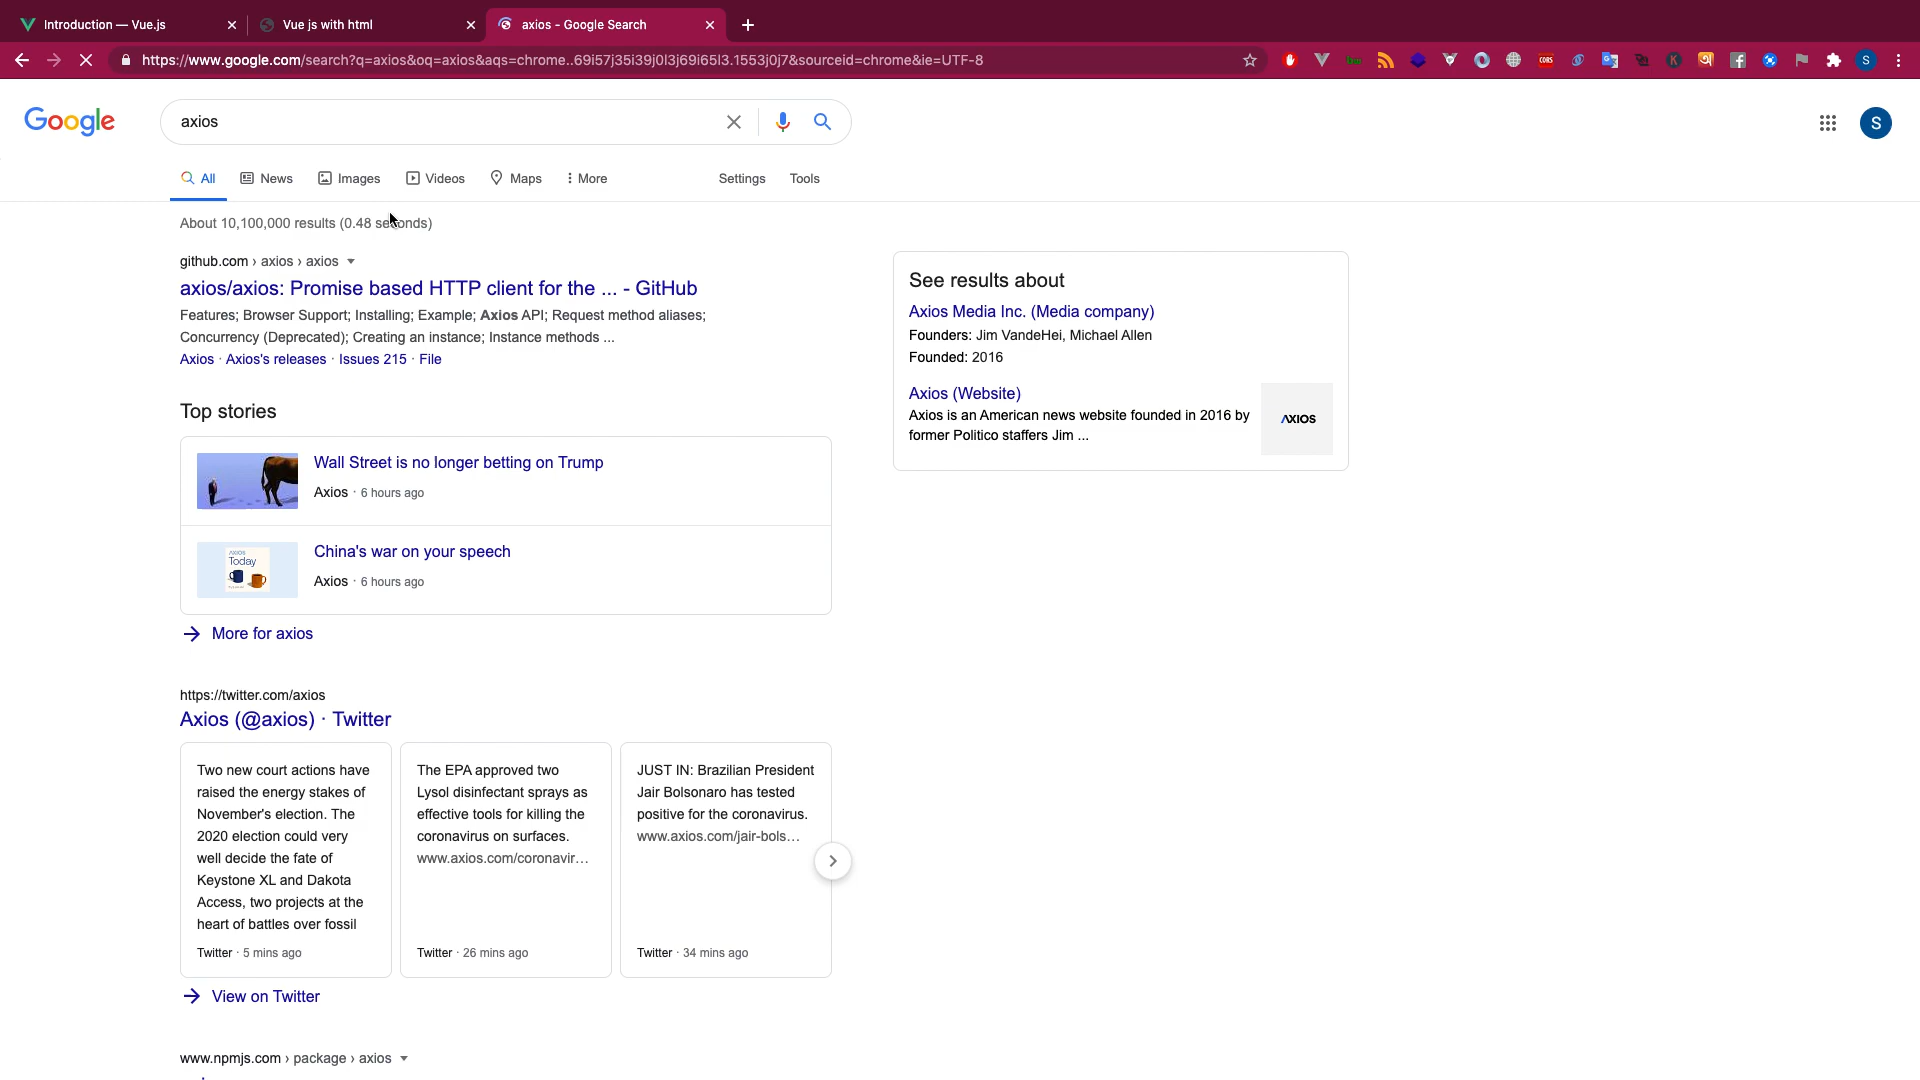 Introduction — Vue.js
Vue js with html
axios - Google Search
https://www.google.com/search?q=axios&oq=axios&aqs=chrome..69i57j35i39j0l3j69i65l3.1553j0j7&sourceid=chrome&ie=UTF-8
CORS
K
S
Google
axios
S
All
News
Images
Videos
Maps
More
Settings
Tools
About 10,100,000 results (0.48 seconds)
github.com › axios › axios
axios/axios: Promise based HTTP client for the ... - GitHub
Features; Browser Support; Installing; Example; Axios API; Request method aliases;
Concurrency (Deprecated); Creating an instance; Instance methods ...
Axios · Axios's releases · Issues 215 · File
Top stories
Wall Street is no longer betting on Trump
Axios · 6 hours ago
AXIOS
Today
China's war on your speech
Axios · 6 hours ago
More for axios
https://twitter.com/axios
Axios (@axios) · Twitter
Two new court actions have
raised the energy stakes of
November's election. The
2020 election could very
well decide the fate of
Keystone XL and Dakota
Access, two projects at the
heart of battles over fossil
Twitter · 5 mins ago
The EPA approved two
Lysol disinfectant sprays as
effective tools for killing the
coronavirus on surfaces.
www.axios.com/coronavir...
Twitter · 26 mins ago
JUST IN: Brazilian President
Jair Bolsonaro has tested
positive for the coronavirus.
www.axios.com/jair-bols...
Twitter · 34 mins ago
View on Twitter
www.npmjs.com › package › axios
See results about
Axios Media Inc. (Media company)
Founders: Jim VandeHei, Michael Allen
Founded: 2016
Axios (Website)
Axios is an American news website founded in 2016 by
former Politico staffers Jim ...
AXIOS